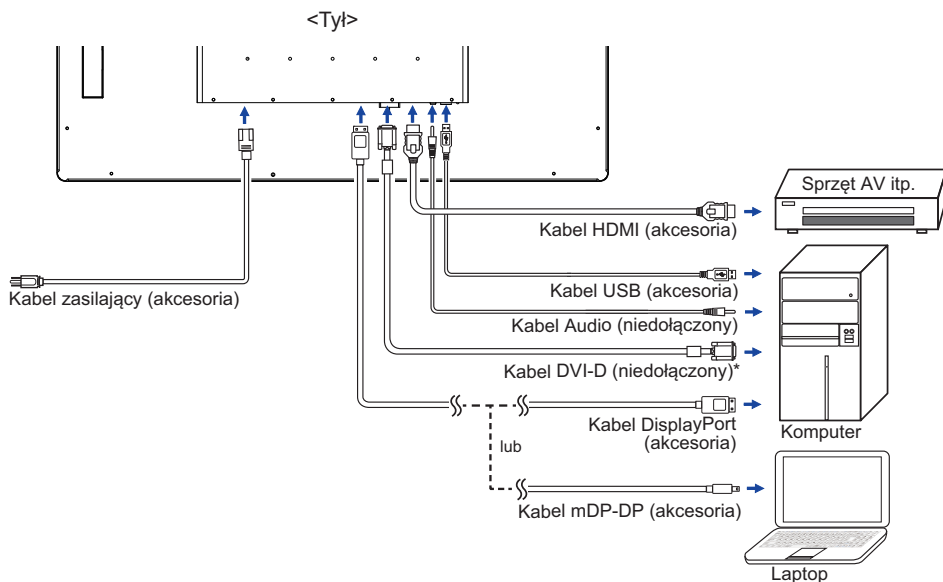 <Tył>
Sprzęt AV itp.
Kabel HDMI (akcesoria)
Kabel zasilający (akcesoria)
Kabel USB (akcesoria)
Kabel Audio (niedołączony)
Kabel DVI-D (niedołączony)*
Kabel DisplayPort
(akcesoria)
Komputer
lub
Kabel mDP-DP (akcesoria)
Laptop